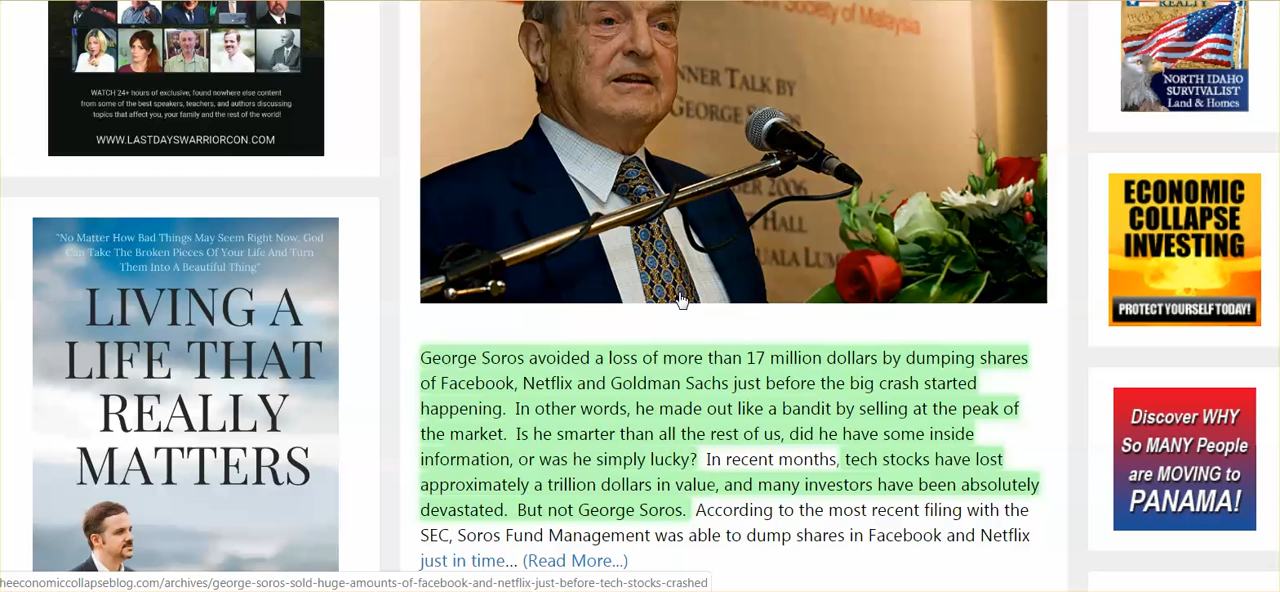 WATCH 24+ hours of exclusive, found nowhere else content
from some of the best speakers, teachers, and authors discussing
topics that affect you, your family and the rest of the world!
WWW.LASTDAYSWARRIORCON.COM
"No Matter How Bad Things May Seem Right Now, God
Can Take The Broken Pieces Of Your Life And Turn
Them Into A Beautiful Thing"
LIVING A
LIFE THAT
REALLY
MATTERS
Society of Malaysia
NNER TALK BY
GEORGE
BER 2006
HALL
UALA LUM
George Soros avoided a loss of more than 17 million dollars by dumping shares
of Facebook, Netflix and Goldman Sachs just before the big crash started
happening. In other words, he made out like a bandit by selling at the peak of
the market. Is he smarter than all the rest of us, did he have some inside
information, or was he simply lucky? In recent months, tech stocks have lost
approximately a trillion dollars in value, and many investors have been absolutely
devastated. But not George Soros. According to the most recent filing with the
SEC, Soros Fund Management was able to dump shares in Facebook and Netflix
just in time... (Read More...)
REALTY
NORTH IDAHO
SURVIVALIST
Land & Homes
ECONOMIC
COLLAPSE
INVESTING
PROTECT YOURSELF TODAY!
Discover WHY
So MANY People
are MOVING to
PANAMA!
heeconomiccollapseblog.com/archives/george-soros-sold-huge-amounts-of-facebook-and-netflix-just-before-tech-stocks-crashed